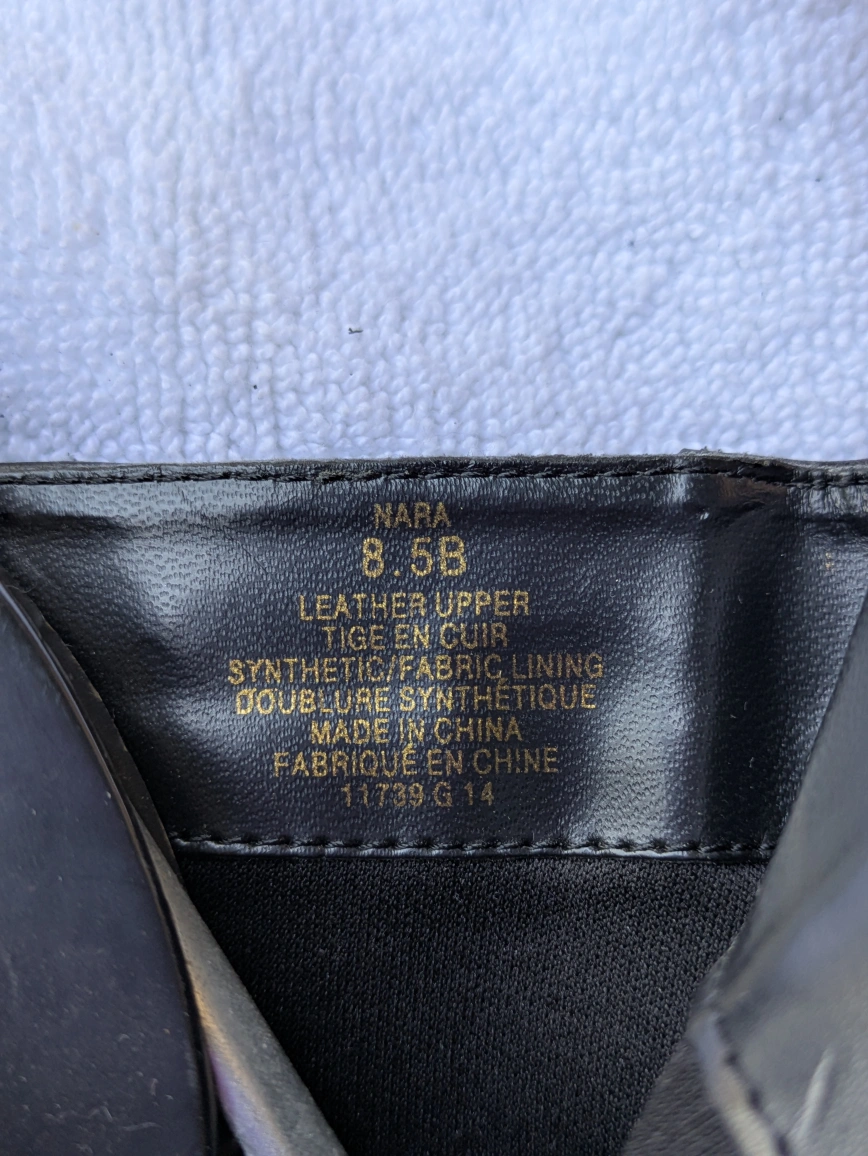 NARA
8.5B
LEATHER UPPER
TIGE EN CUIR
SYNTHETIC/FABRIC LINING
DOUBLURE SYNTHÉTIQUE
MADE IN CHINA
FABRIQUÉ EN CHINE
11739 G 14